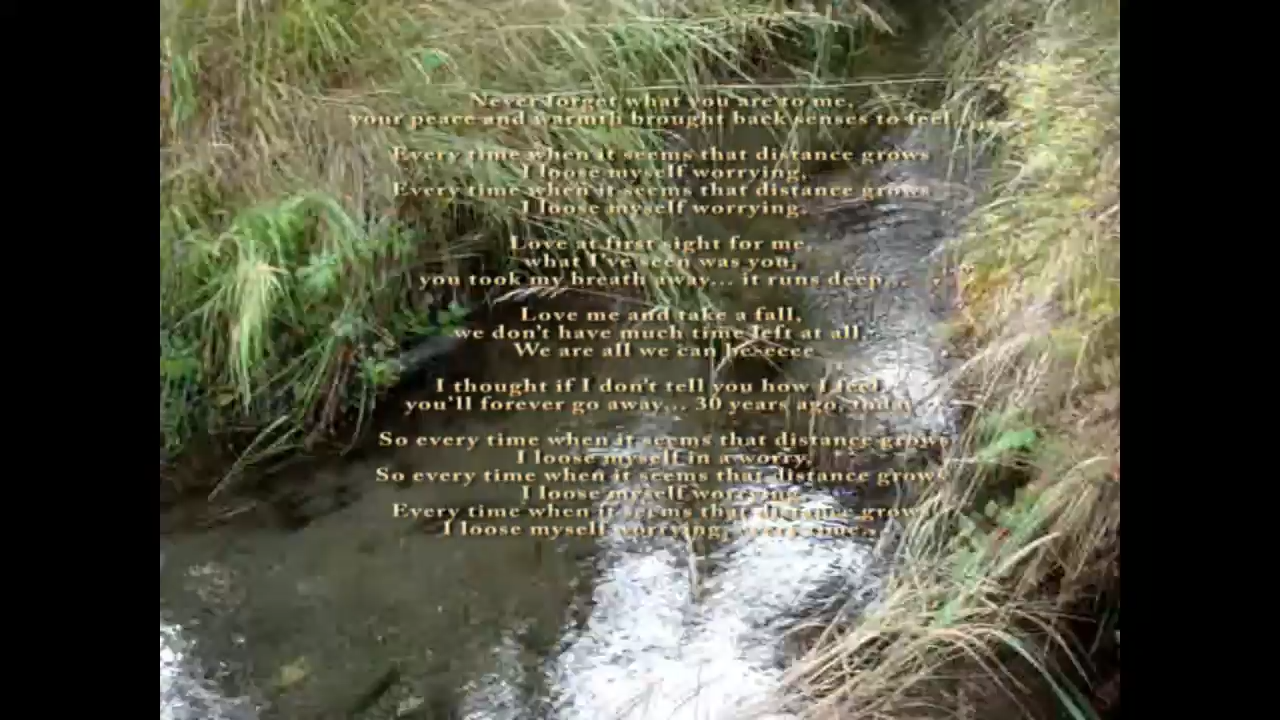 Never forget what you are to me,
your peace and warmth brought back senses to feel...
Every time when it seems that distance grows
I loose myself worrying,
Every time when it seems that distance grows
I loose myself worrying.
Love at first sight for me,
what I've seen was you,
you took my breath away... it runs deep...
Love me and take a fall,
we don't have much time left at all,
We are all we can be-eeee
I thought if I don't tell you how I feel,
you'll forever go away... 30 years ago, today
So every time when it seems that distance grows
I loose myself in a worry,
So every time when it seems that distance grows
I loose myself worrying
Every time when it seems that distance grows
I loose myself worrying,